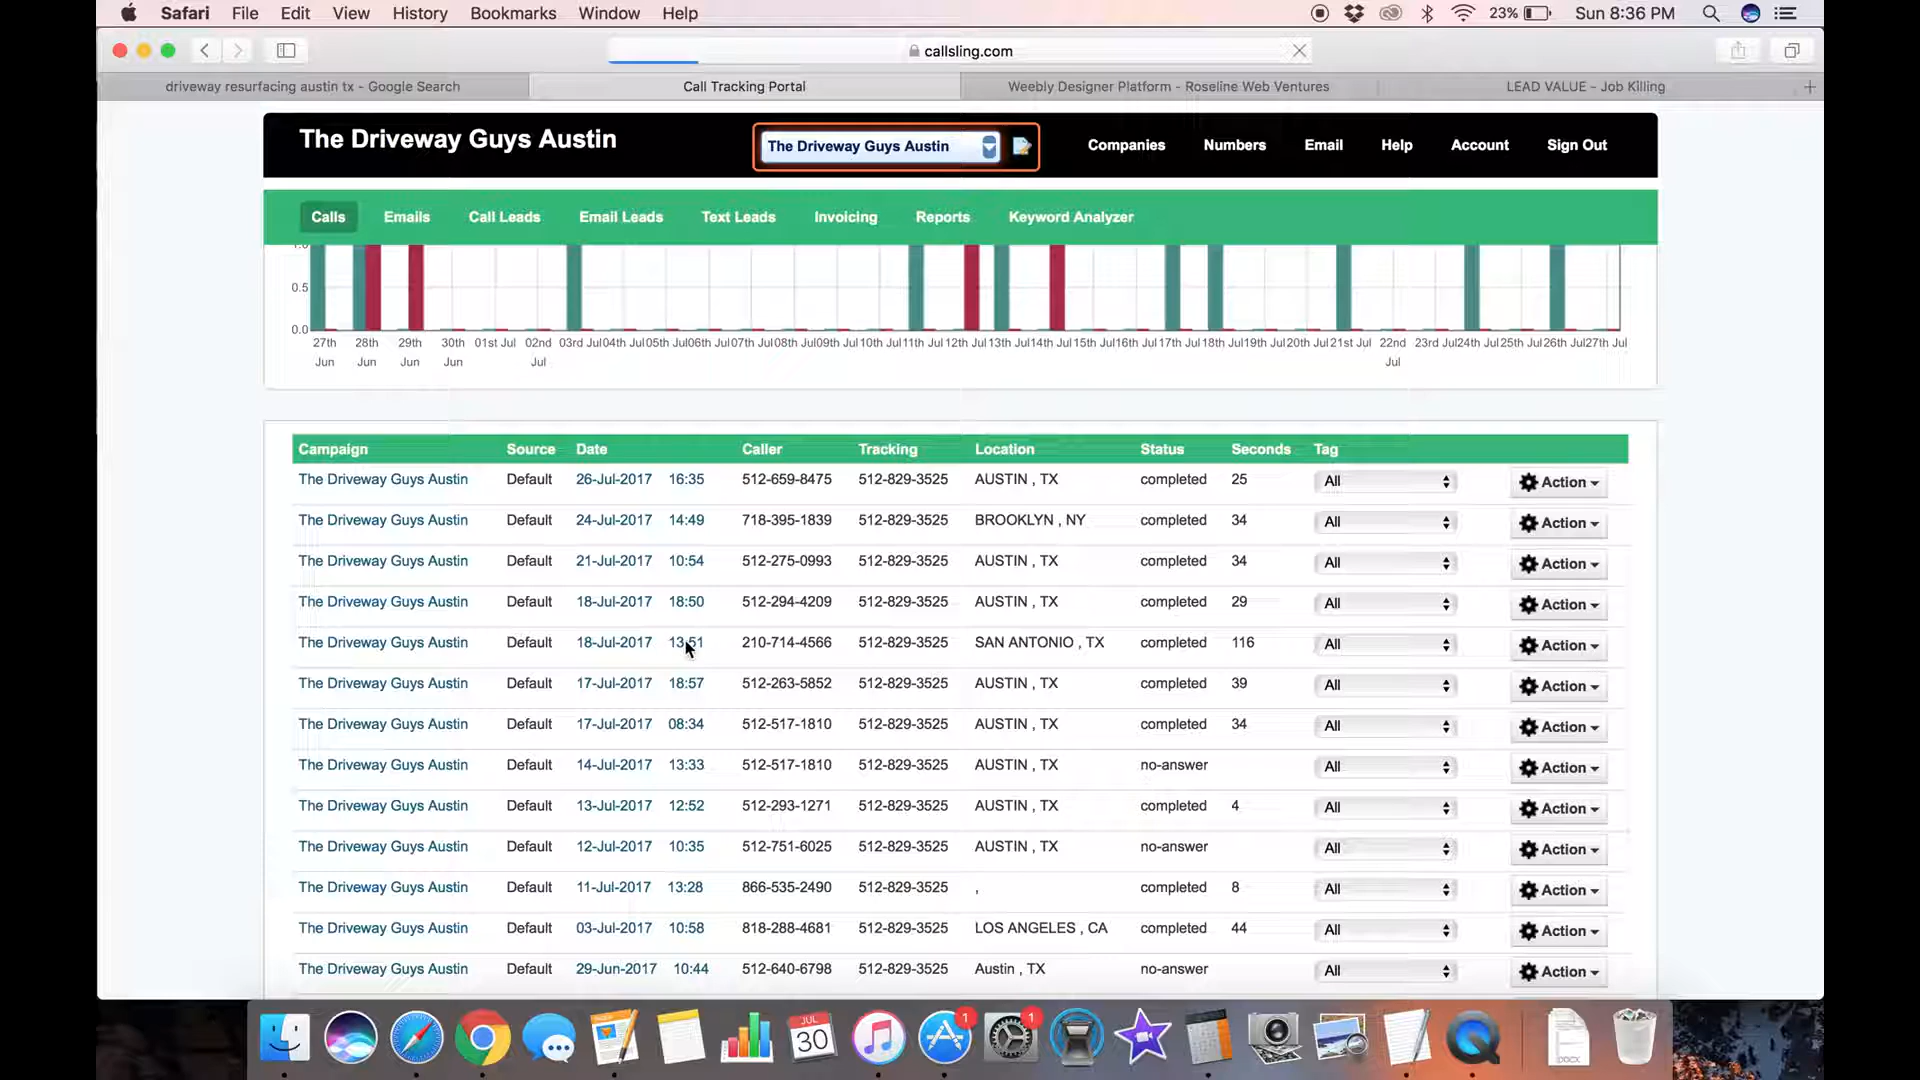 Safari File Edit View History Bookmarks Window Help 23% Sun 8:36 PM
callsling.com
driveway resurfacing austin tx - Google Search Call Tracking Portal Weebly Designer Platform - Roseline Web Ventures LEAD VALUE - Job Killing
The Driveway Guys Austin The Driveway Guys Austin Companies Numbers Email Help Account Sign Out
Calls Emails Call Leads Email Leads Text Leads Invoicing Reports Keyword Analyzer
1.0
0.5
0.0
27th Jun 28th Jun 29th Jun 30th Jun 01st Jul 02nd Jul 03rd Jul 04th Jul 05th Jul 06th Jul 07th Jul 08th Jul 09th Jul 10th Jul 11th Jul 12th Jul 13th Jul 14th Jul 15th Jul 16th Jul 17th Jul 18th Jul 19th Jul 20th Jul 21st Jul 22nd Jul 23rd Jul 24th Jul 25th Jul 26th Jul 27th Jul
Campaign Source Date Caller Tracking Location Status Seconds Tag
The Driveway Guys Austin Default 26-Jul-2017 16:35 512-659-8475 512-829-3525 AUSTIN , TX completed 25 All Action
The Driveway Guys Austin Default 24-Jul-2017 14:49 718-395-1839 512-829-3525 BROOKLYN , NY completed 34 All Action
The Driveway Guys Austin Default 21-Jul-2017 10:54 512-275-0993 512-829-3525 AUSTIN , TX completed 34 All Action
The Driveway Guys Austin Default 18-Jul-2017 18:50 512-294-4209 512-829-3525 AUSTIN , TX completed 29 All Action
The Driveway Guys Austin Default 18-Jul-2017 13:51 210-714-4566 512-829-3525 SAN ANTONIO , TX completed 116 All Action
The Driveway Guys Austin Default 17-Jul-2017 18:57 512-263-5852 512-829-3525 AUSTIN , TX completed 39 All Action
The Driveway Guys Austin Default 17-Jul-2017 08:34 512-517-1810 512-829-3525 AUSTIN , TX completed 34 All Action
The Driveway Guys Austin Default 14-Jul-2017 13:33 512-517-1810 512-829-3525 AUSTIN , TX no-answer All Action
The Driveway Guys Austin Default 13-Jul-2017 12:52 512-293-1271 512-829-3525 AUSTIN , TX completed 4 All Action
The Driveway Guys Austin Default 12-Jul-2017 10:35 512-751-6025 512-829-3525 AUSTIN , TX no-answer All Action
The Driveway Guys Austin Default 11-Jul-2017 13:28 866-535-2490 512-829-3525 , completed 8 All Action
The Driveway Guys Austin Default 03-Jul-2017 10:58 818-288-4681 512-829-3525 LOS ANGELES , CA completed 44 All Action
The Driveway Guys Austin Default 29-Jun-2017 10:44 512-640-6798 512-829-3525 Austin , TX no-answer All Action
JUL 30 1 1 DOCX